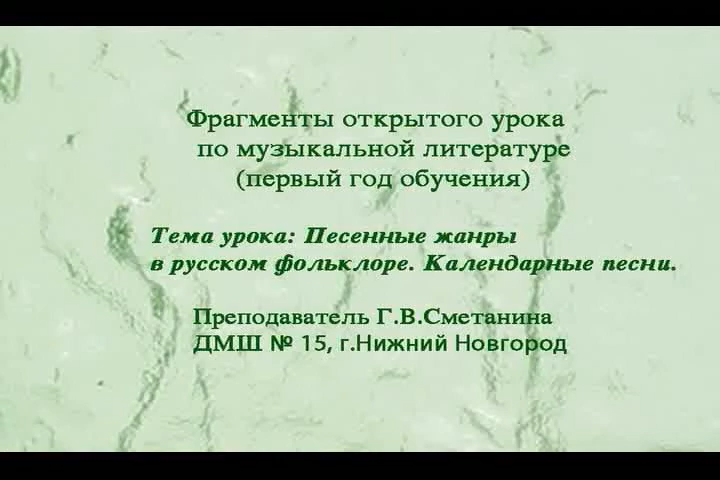 Фрагменты открытого урока
по музыкальной литературе
(первый год обучения)
Тема урока: Песенные жанры
в русском фольклоре. Календарные песни.
Преподаватель Г.В.Сметанина
ДМШ № 15, г.Нижний Новгород